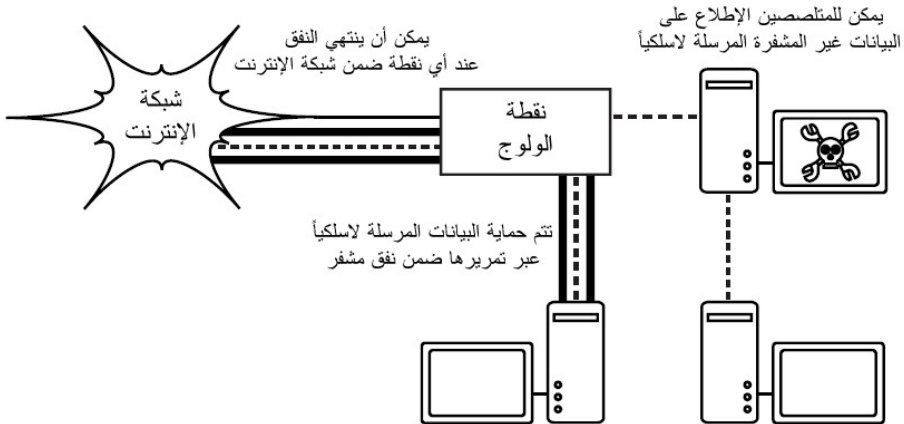 يمكن للمتلصصين الإطلاع على
البيانات غير المشفرة المرسلة لاسلكياً
يمكن أن ينتهي النفق
عند أي نقطة ضمن شبكة الإنترنت
شبكة
الإنترنت
نقطة
الولوج
تتم حماية البيانات المرسلة لاسلكياً
عبر تمريرها ضمن نفق مشفر